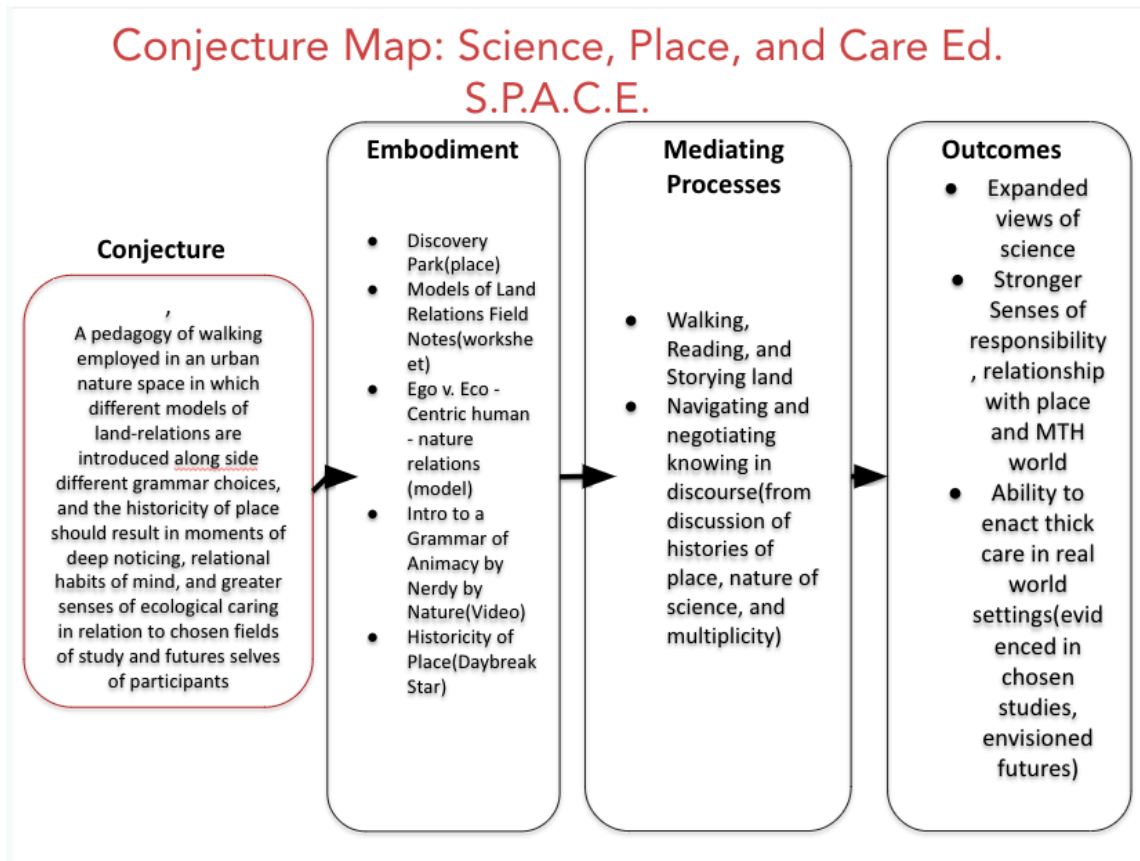 Conjecture Map: Science, Place, and Care Ed.
S.P.A.C.E.
Conjecture
,
A pedagogy of walking
employed in an urban
nature space in which
different models of
land-relations are
introduced along side
different grammar choices,
and the historicity of place
should result in moments of
deep noticing, relational
habits of mind, and greater
senses of ecological caring
in relation to chosen fields
of study and futures selves
of participants
Embodiment
● Discovery
Park(place)
● Models of Land
Relations Field
Notes(workshe
et)
● Ego v. Eco -
Centric human
- nature
relations
(model)
● Intro to a
Grammar of
Animacy by
Nerdy by
Nature(Video)
● Historicity of
Place(Daybreak
Star)
Mediating
Processes
● Walking,
Reading, and
Storying land
● Navigating and
negotiating
knowing in
discourse(from
discussion of
histories of
place, nature of
science, and
multiplicity)
Outcomes
● Expanded
views of
science
● Stronger
Senses of
responsibility
, relationship
with place
and MTH
world
● Ability to
enact thick
care in real
world
settings(evid
enced in
chosen
studies,
envisioned
futures)